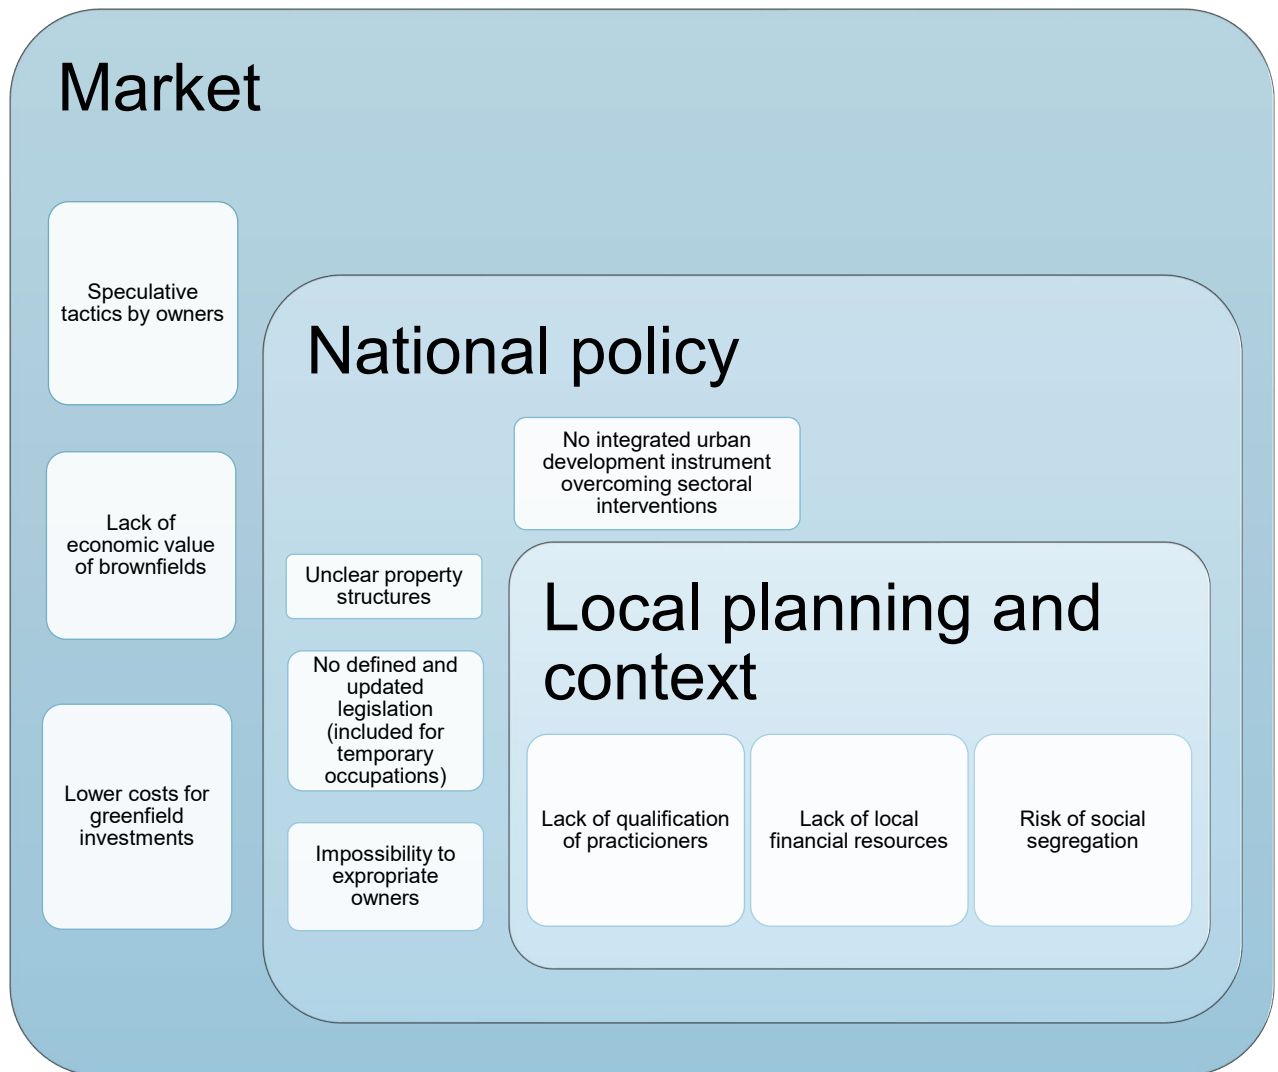 Market
Speculative
tactics by owners
Lack of
economic value
of brownfields
Lower costs for
greenfield
investments
National policy
No integrated urban
development instrument
overcoming sectoral
interventions
Unclear property
structures
No defined and
updated
legislation
(included for
temporary
occupations)
Impossibility to
expropriate
owners
Local planning and
context
Lack of qualification
of practicioners
Lack of local
financial resources
Risk of social
segregation